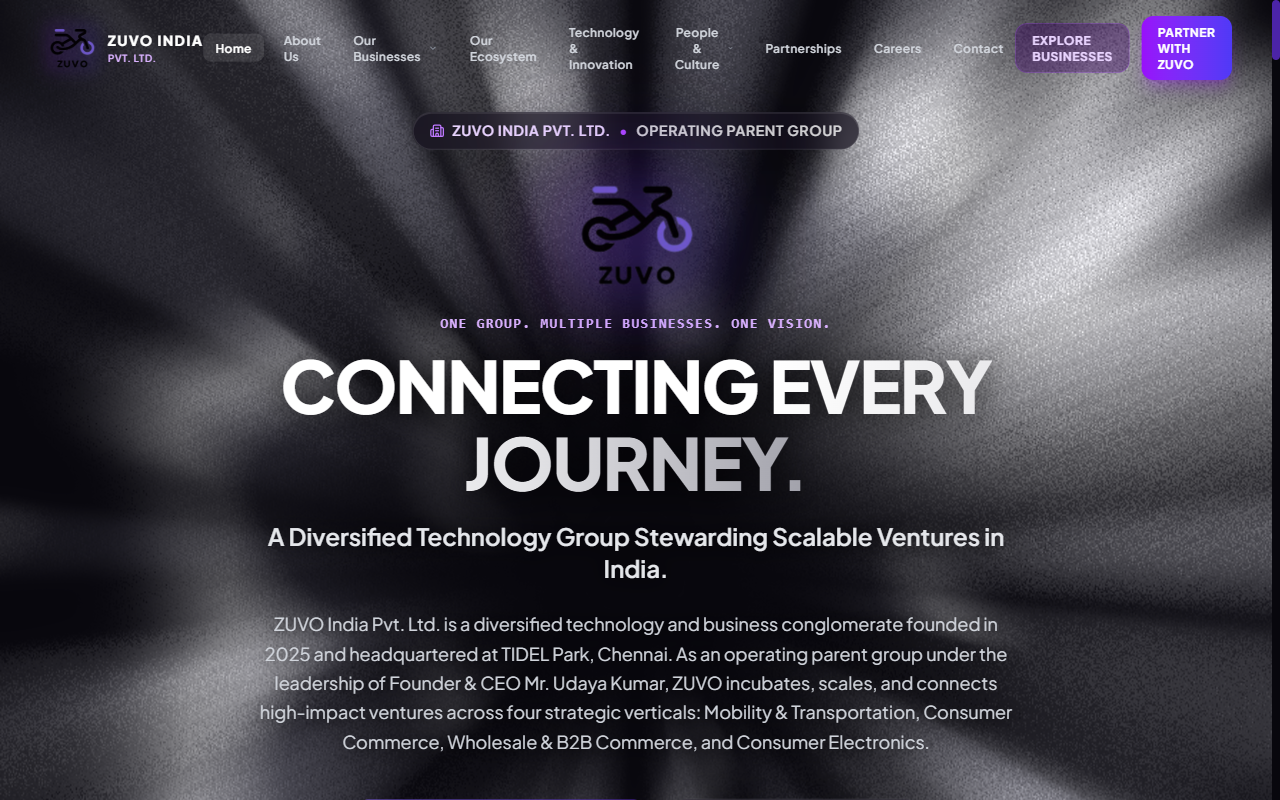 ZUVO
ZUVO INDIA
PVT. LTD.
Home
About
Us
Our
Businesses
Our
Ecosystem
Technology
&
Innovation
People
&
Culture
Partnerships
Careers
Contact
EXPLORE
BUSINESSES
PARTNER
WITH
ZUVO
ZUVO INDIA PVT. LTD. • OPERATING PARENT GROUP
ZUVO
ONE GROUP. MULTIPLE BUSINESSES. ONE VISION.
CONNECTING EVERY
JOURNEY.
A Diversified Technology Group Stewarding Scalable Ventures in
India.
ZUVO India Pvt. Ltd. is a diversified technology and business conglomerate founded in
2025 and headquartered at TIDEL Park, Chennai. As an operating parent group under the
leadership of Founder & CEO Mr. Udaya Kumar, ZUVO incubates, scales, and connects
high-impact ventures across four strategic verticals: Mobility & Transportation, Consumer
Commerce, Wholesale & B2B Commerce, and Consumer Electronics.